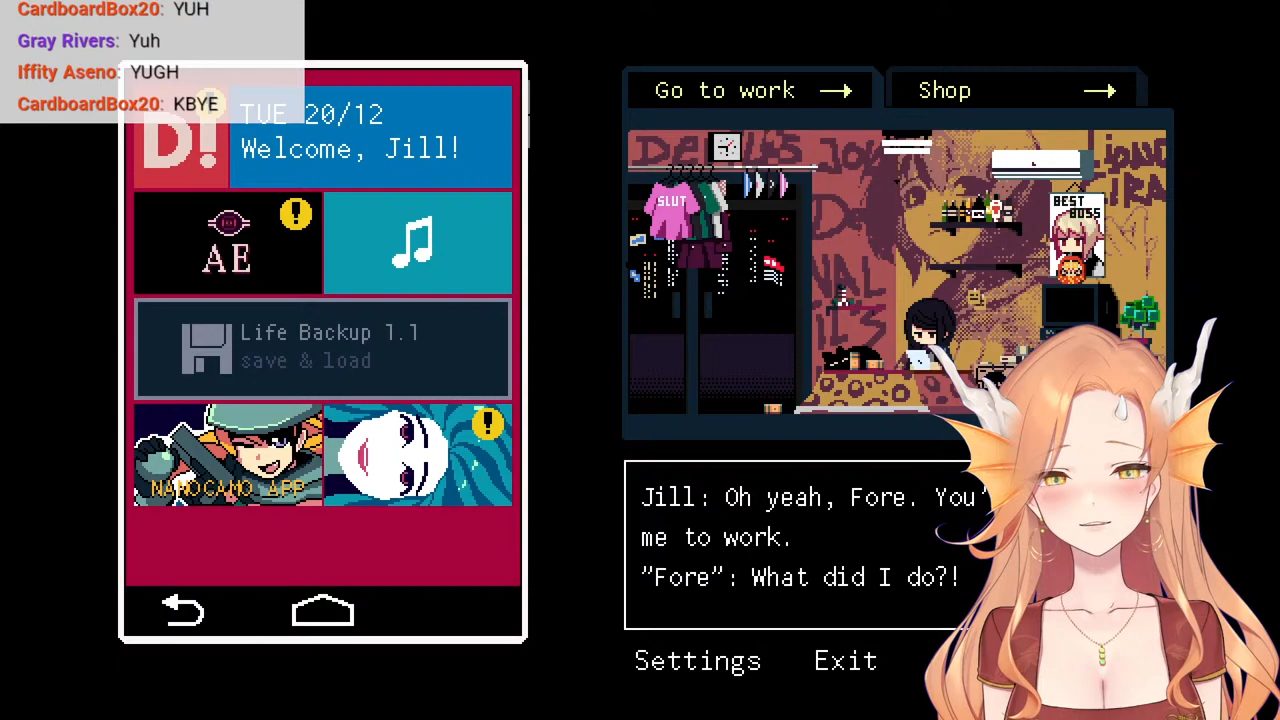 CardboardBox20: YUH
Gray Rivers: Yuh
Iffity Aseno: YUGH
CardboardBox20: KBYE
D!
TUE 20/12
Welcome, Jill!
!
AE
Life Backup 1.1
save & load
NANOCAMO APP
!
Go to work →
Shop →
SLUT
BEST
BOSS
Jill: Oh yeah, Fore. You'
me to work.
"Fore": What did I do?!
Settings
Exit